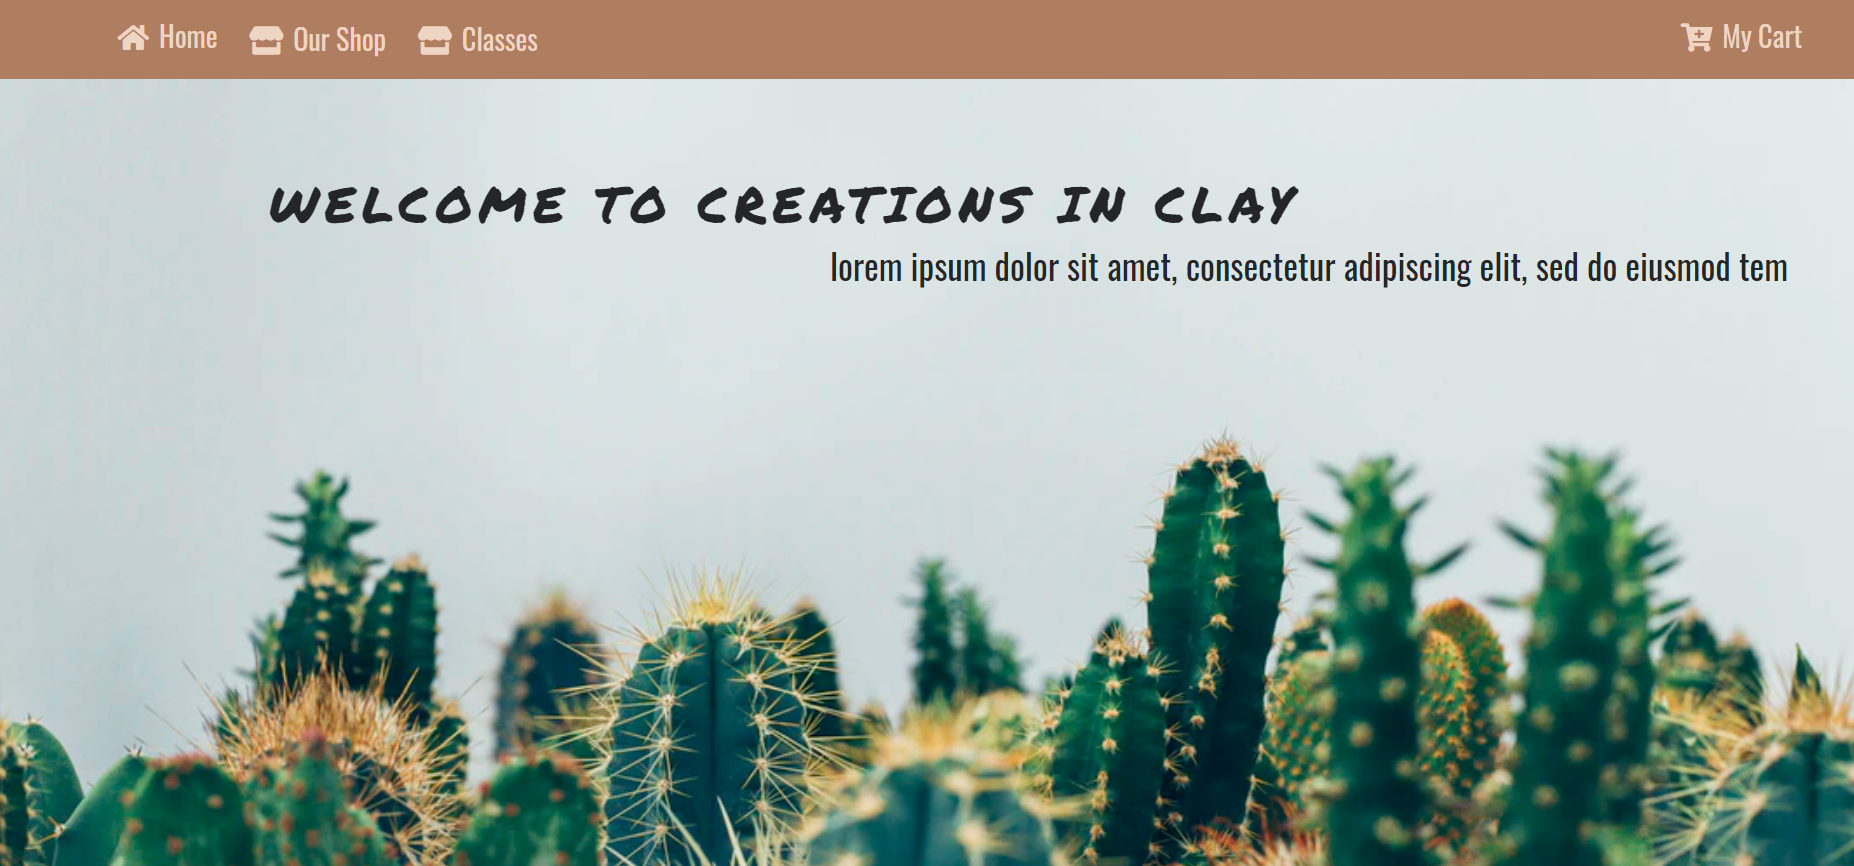 Home Our Shop Classes My Cart
WELCOME TO CREATIONS IN CLAY
lorem ipsum dolor sit amet, consectetur adipiscing elit, sed do eiusmod tem